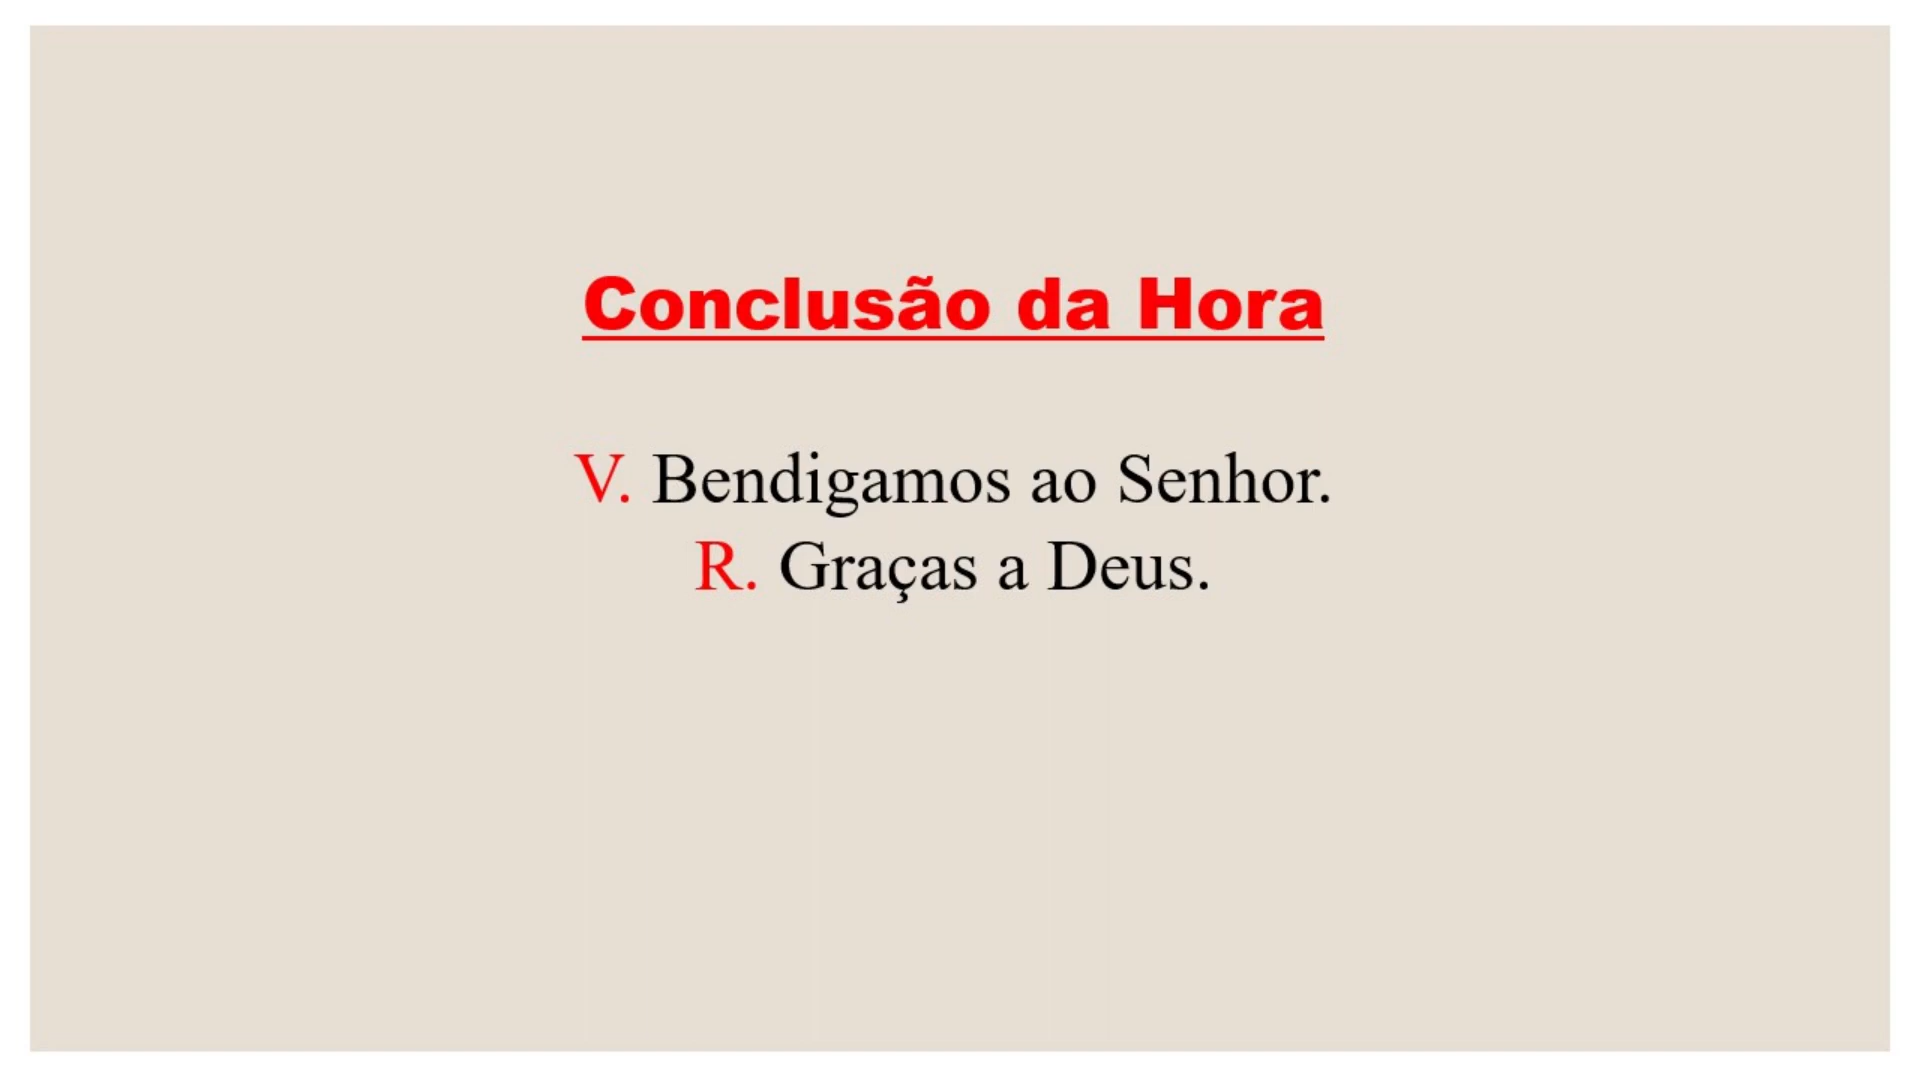 Conclusão da Hora
V. Bendigamos ao Senhor.
R. Graças a Deus.